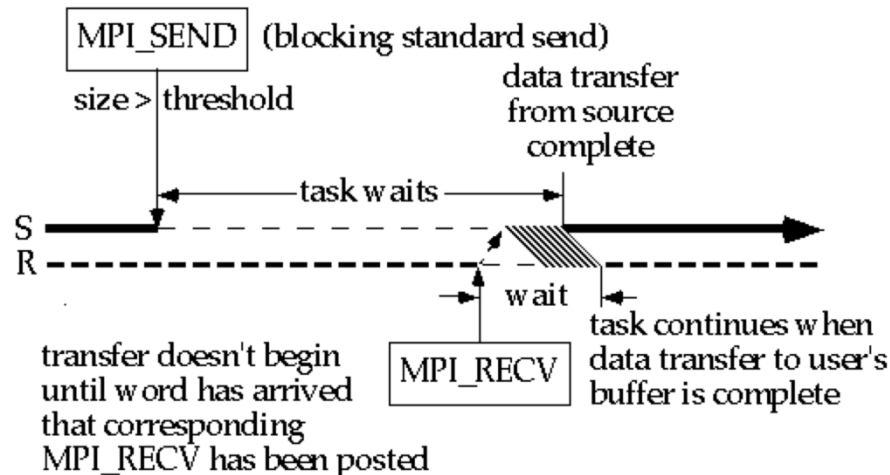 MPI_SEND (blocking standard send)
size > threshold
data transfer
from source
complete
task waits
S
R
wait
MPI_RECV
transfer doesn't begin
until word has arrived
that corresponding
MPI_RECV has been posted
task continues when
data transfer to user's
buffer is complete